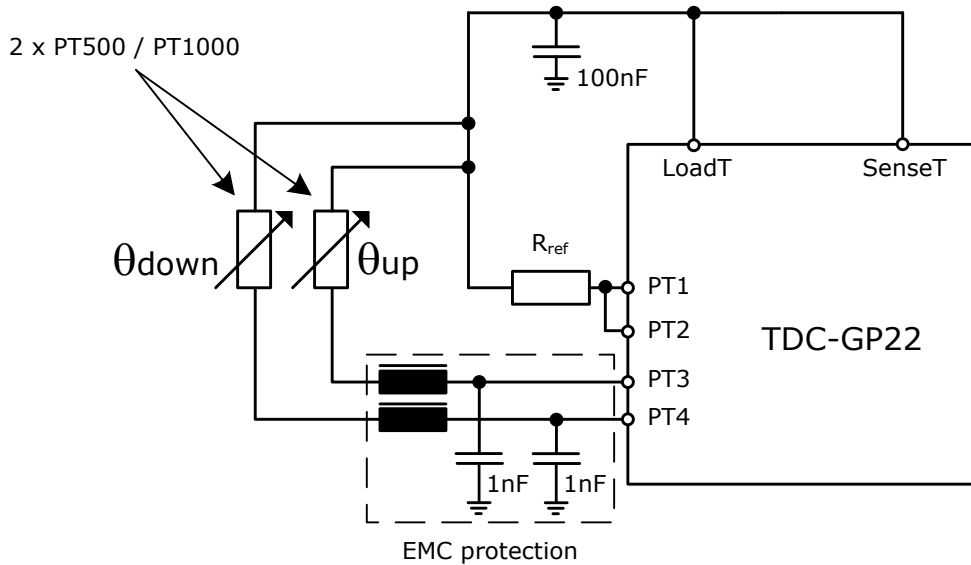 2 x PT500 / PT1000
100nF
LoadT
SenseT
Rref
θdown
θup
PT1
PT2
TDC-GP22
PT3
PT4
1nF
1nF
EMC protection